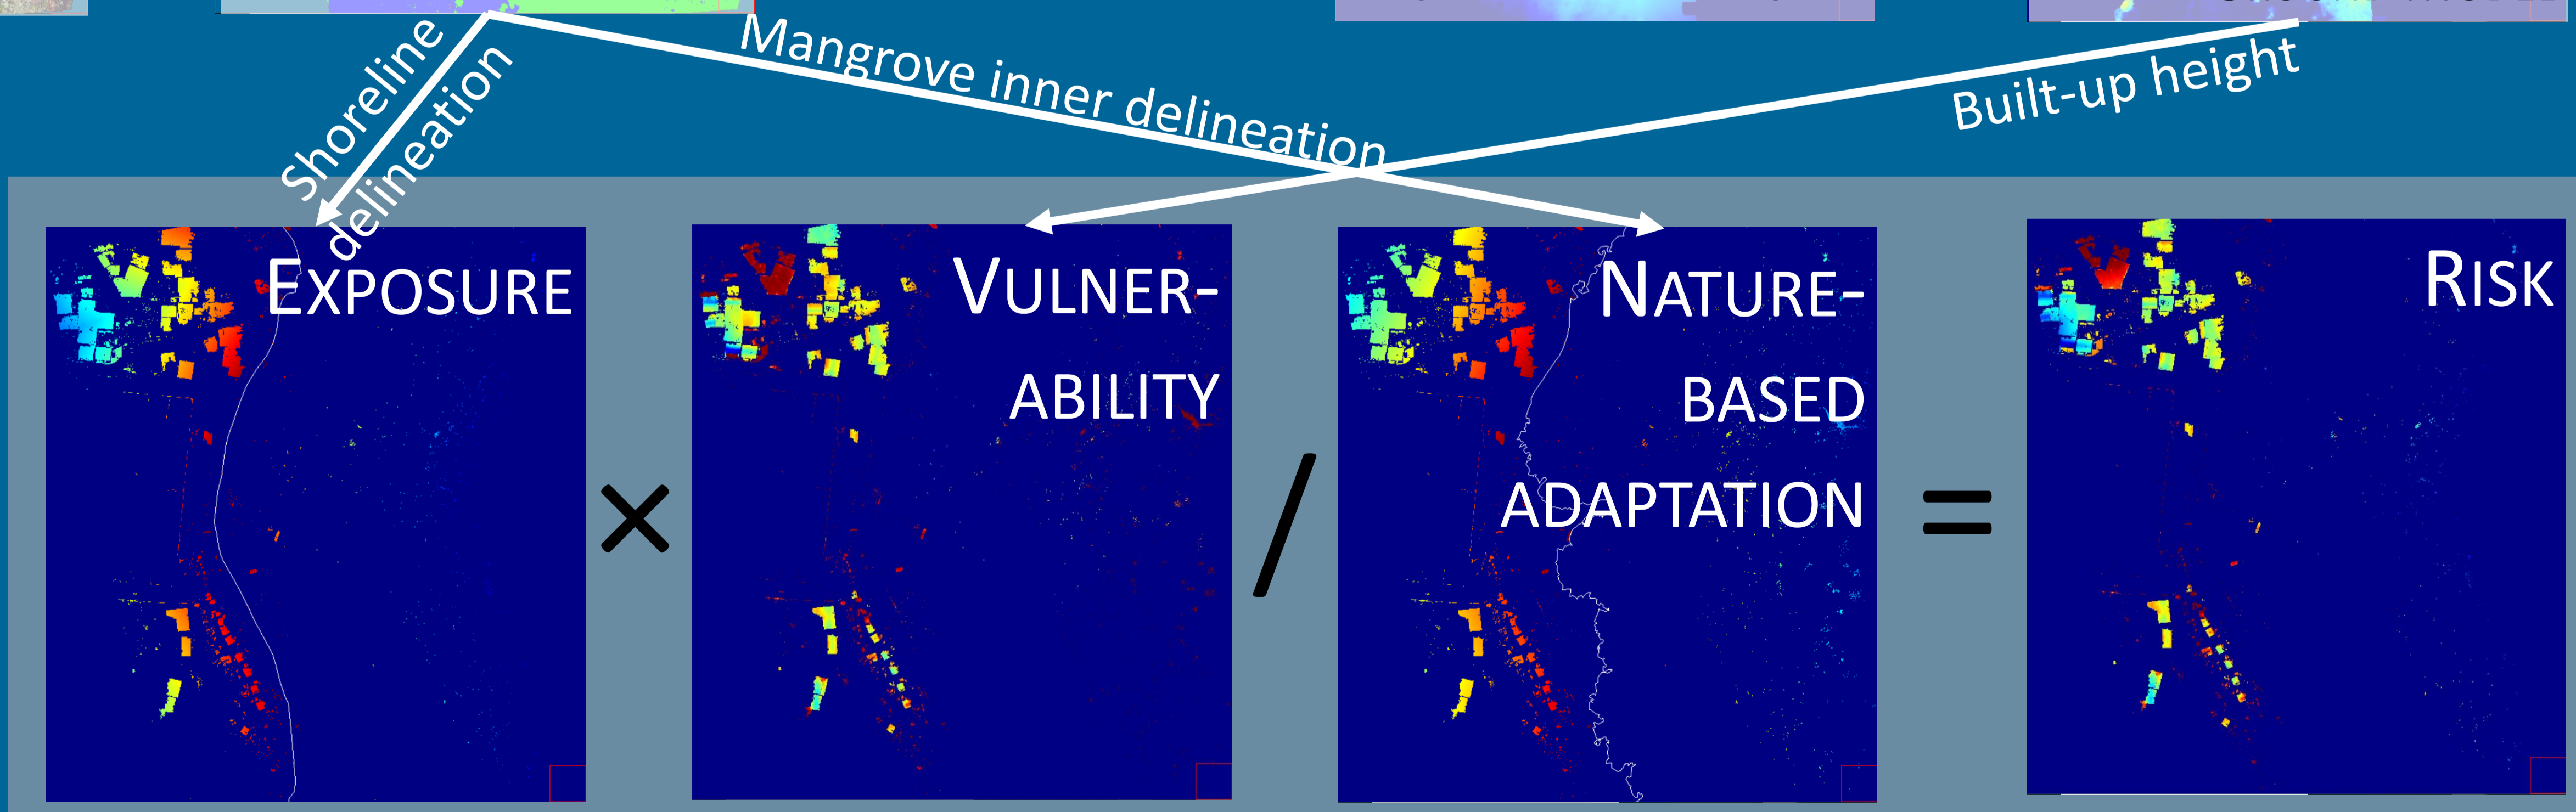 Shoreline
delineation
Mangrove inner delineation
Built-up height
EXPOSURE
×
VULNER-
ABILITY
/
NATURE-
BASED
ADAPTATION
=
RISK